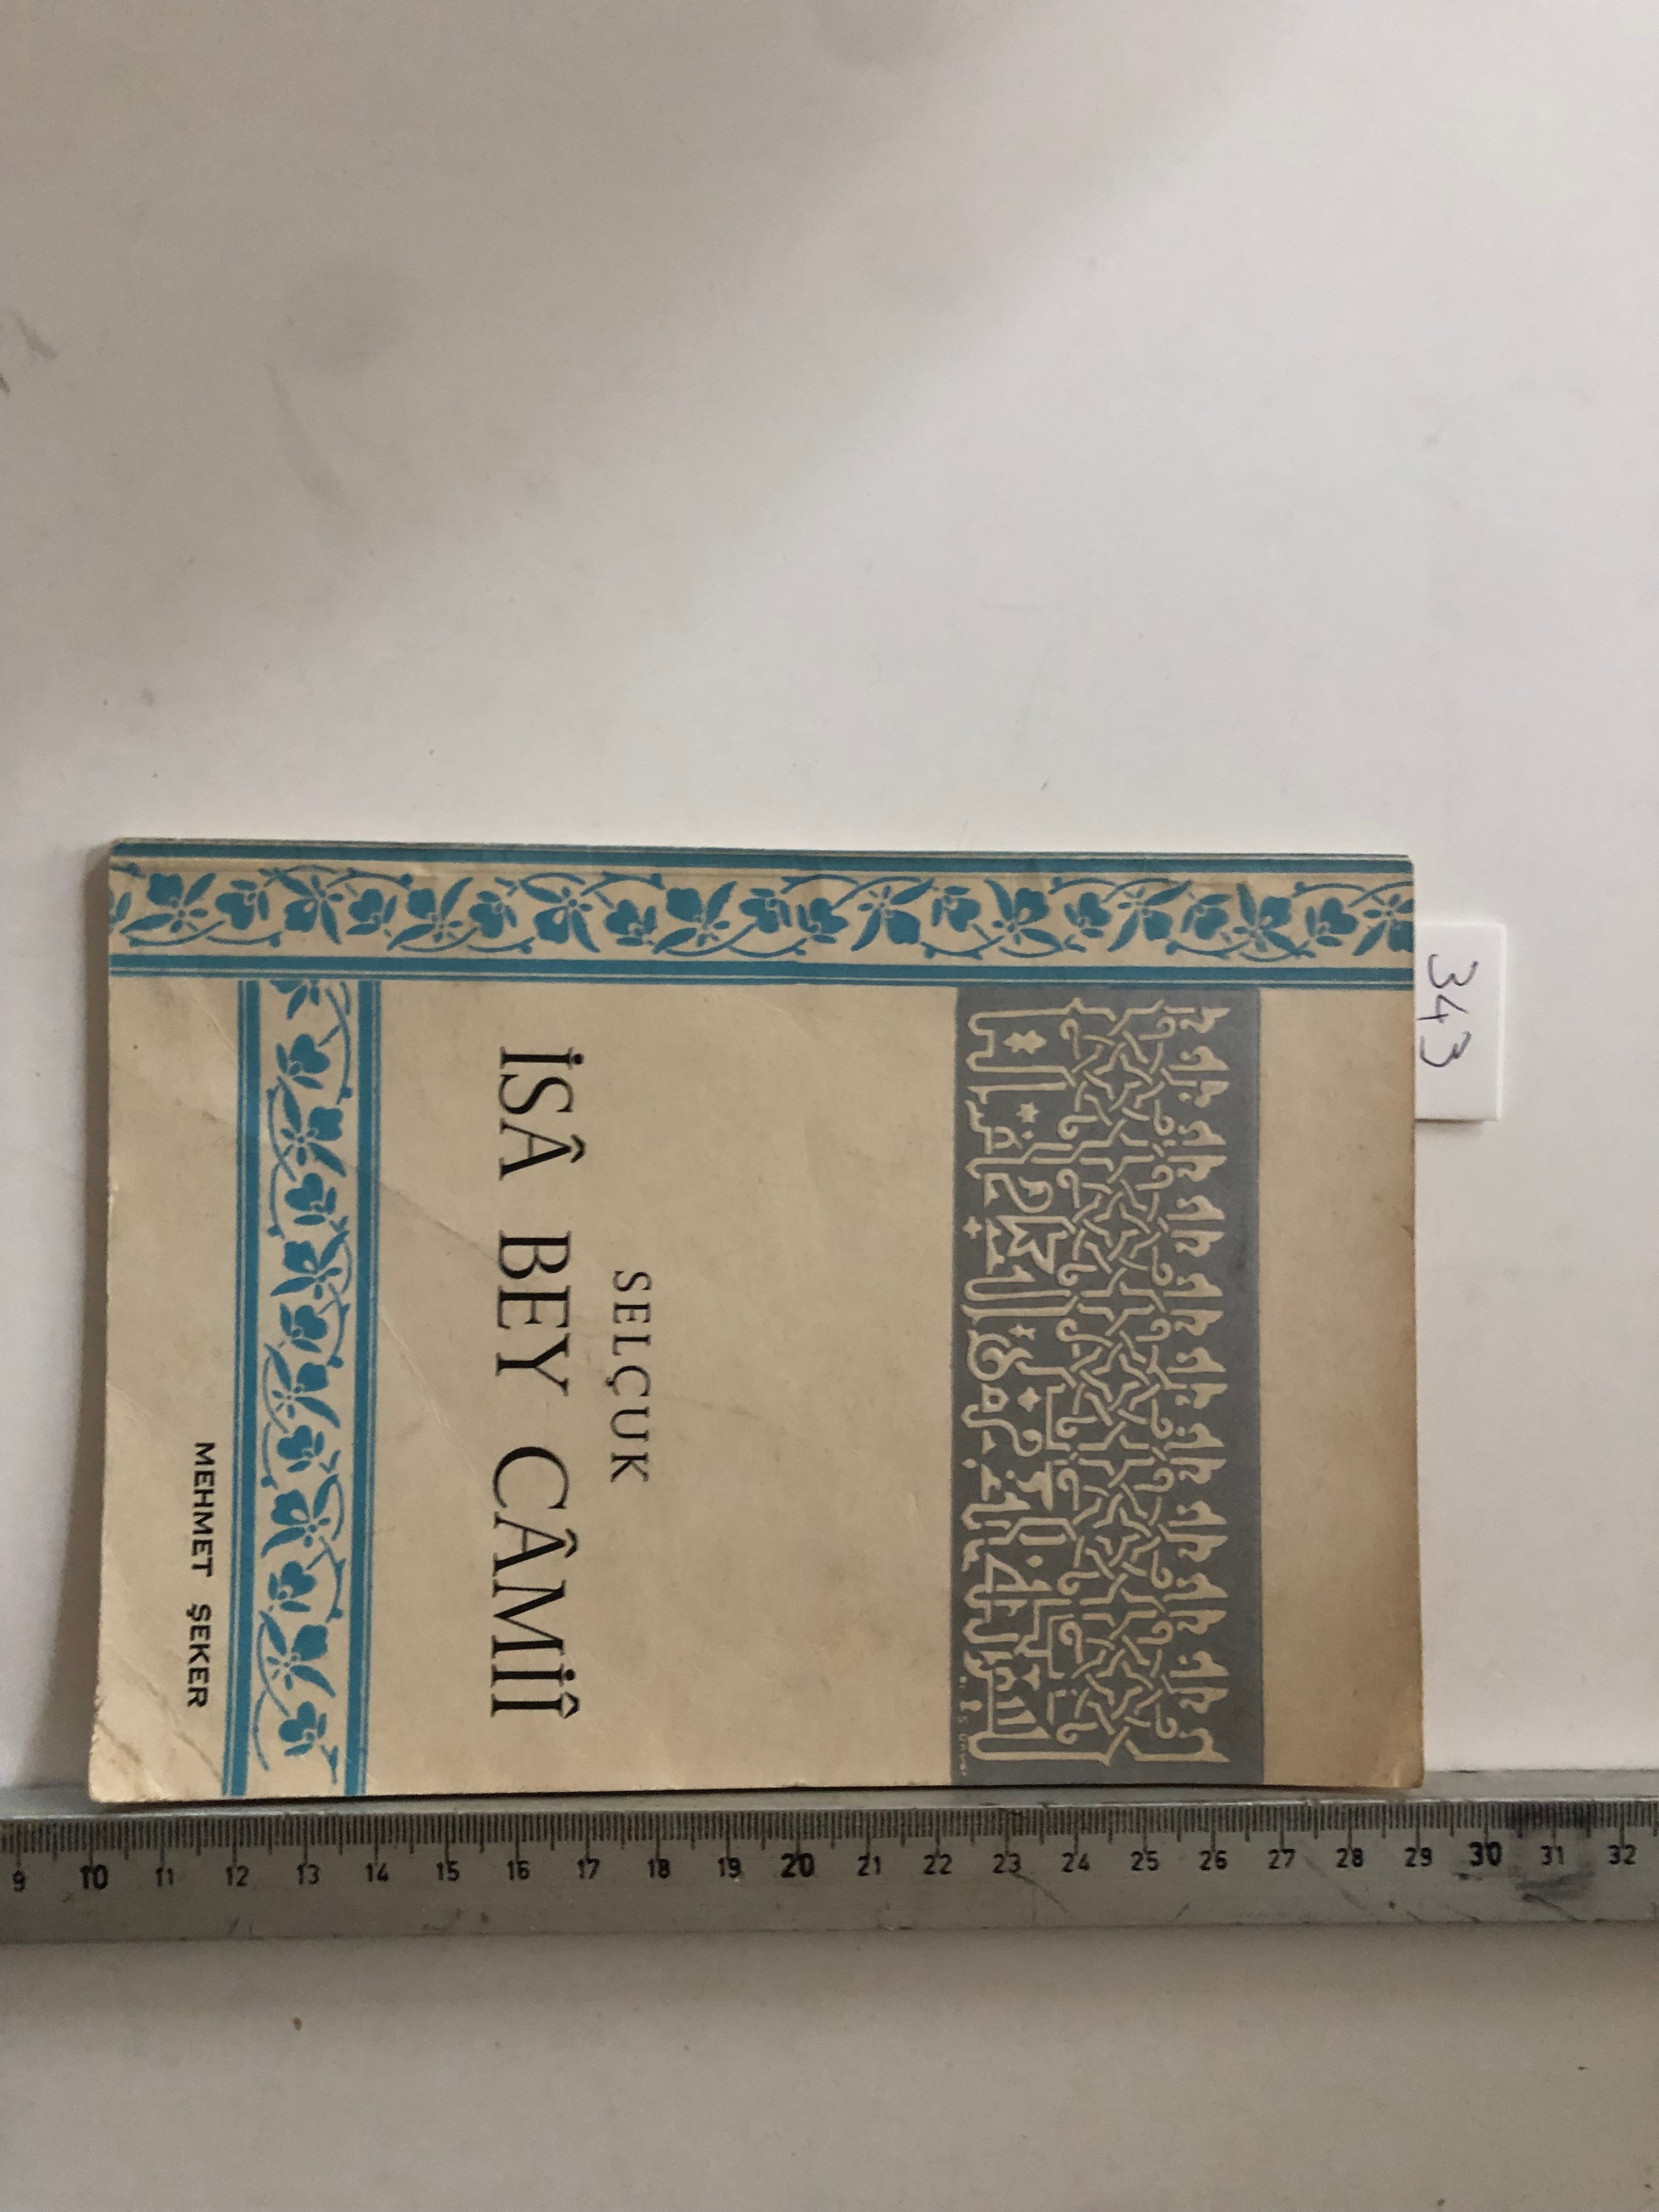 343
SELÇUK
İSÂ BEY CÂMİÎ
MEHMET ŞEKER
9 10 11 12 13 14 15 16 17 18 19 20 21 22 23 24 25 26 27 28 29 30 31 32